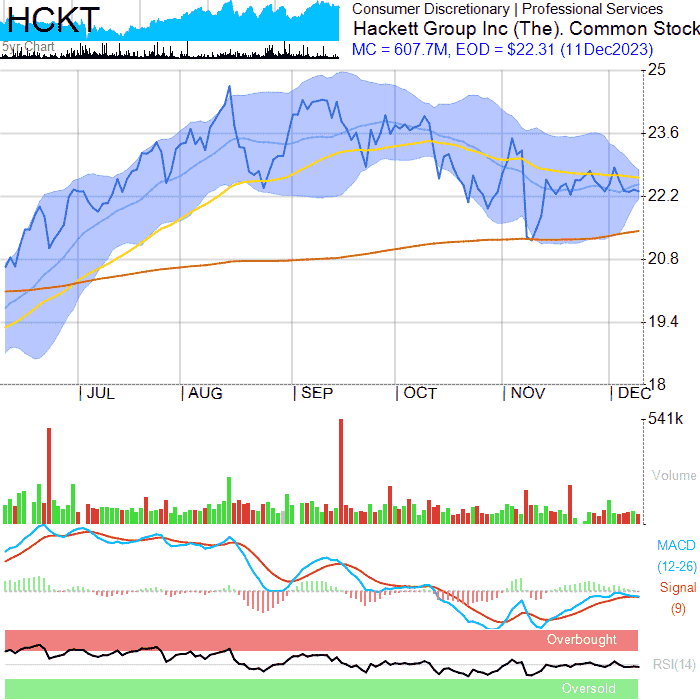 HCKT
5yr Chart
Consumer Discretionary | Professional Services
Hackett Group Inc (The). Common Stock
MC = 607.7M, EOD = $22.31 (11Dec2023)
25
23.6
22.2
20.8
19.4
18
JUL AUG SEP OCT NOV DEC
541k
Volume
MACD
(12-26)
Signal
(9)
Overbought
RSI(14)
Oversold